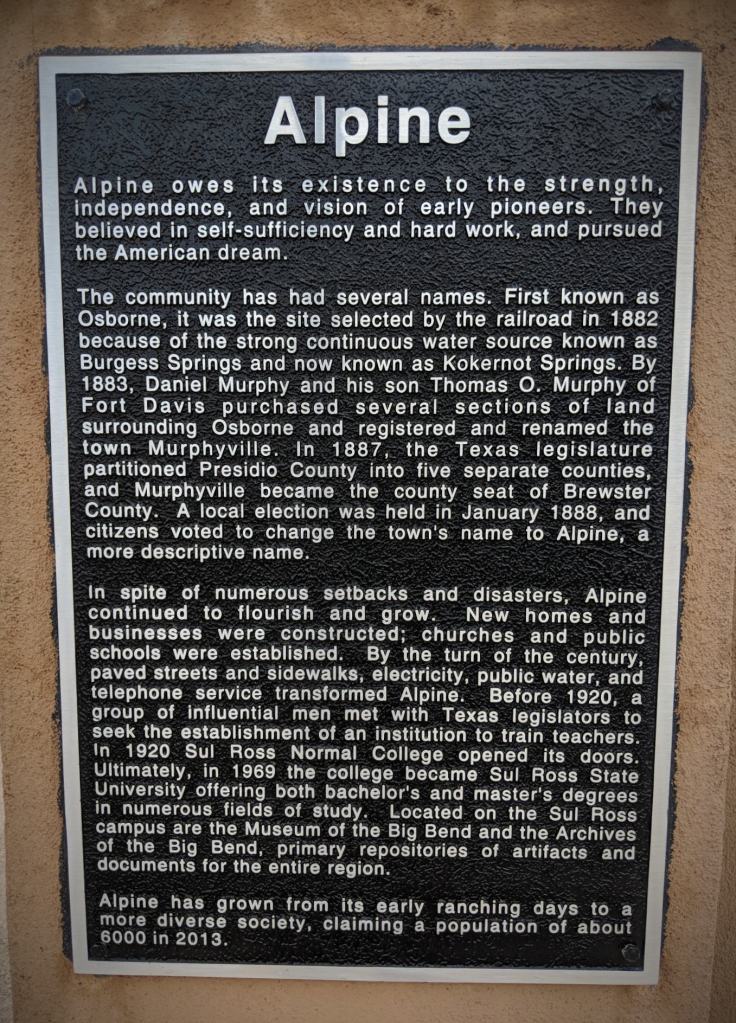 Alpine
Alpine owes its existence to the strength,
independence, and vision of early pioneers. They
believed in self-sufficiency and hard work, and pursued
the American dream.
The community has had several names. First known as
Osborne, it was the site selected by the railroad in 1882
because of the strong continuous water source known as
Burgess Springs and now known as Kokernot Springs. By
1883, Daniel Murphy and his son Thomas O. Murphy of
Fort Davis purchased several sections of land
surrounding Osborne and registered and renamed the
town Murphyville. In 1887, the Texas legislature
partitioned Presidio County into five separate counties,
and Murphyville became the county seat of Brewster
County. A local election was held in January 1888, and
citizens voted to change the town's name to Alpine, a
more descriptive name.
In spite of numerous setbacks and disasters, Alpine
continued to flourish and grow. New homes and
businesses were constructed; churches and public
schools were established. By the turn of the century,
paved streets and sidewalks, electricity, public water, and
telephone service transformed Alpine. Before 1920, a
group of influential men met with Texas legislators to
seek the establishment of an institution to train teachers.
In 1920 Sul Ross Normal College opened its doors.
Ultimately, in 1969 the college became Sul Ross State
University offering both bachelor's and master's degrees
in numerous fields of study. Located on the Sul Ross
campus are the Museum of the Big Bend and the Archives
of the Big Bend, primary repositories of artifacts and
documents for the entire region.
Alpine has grown from its early ranching days to a
more diverse society, claiming a population of about
6000 in 2013.